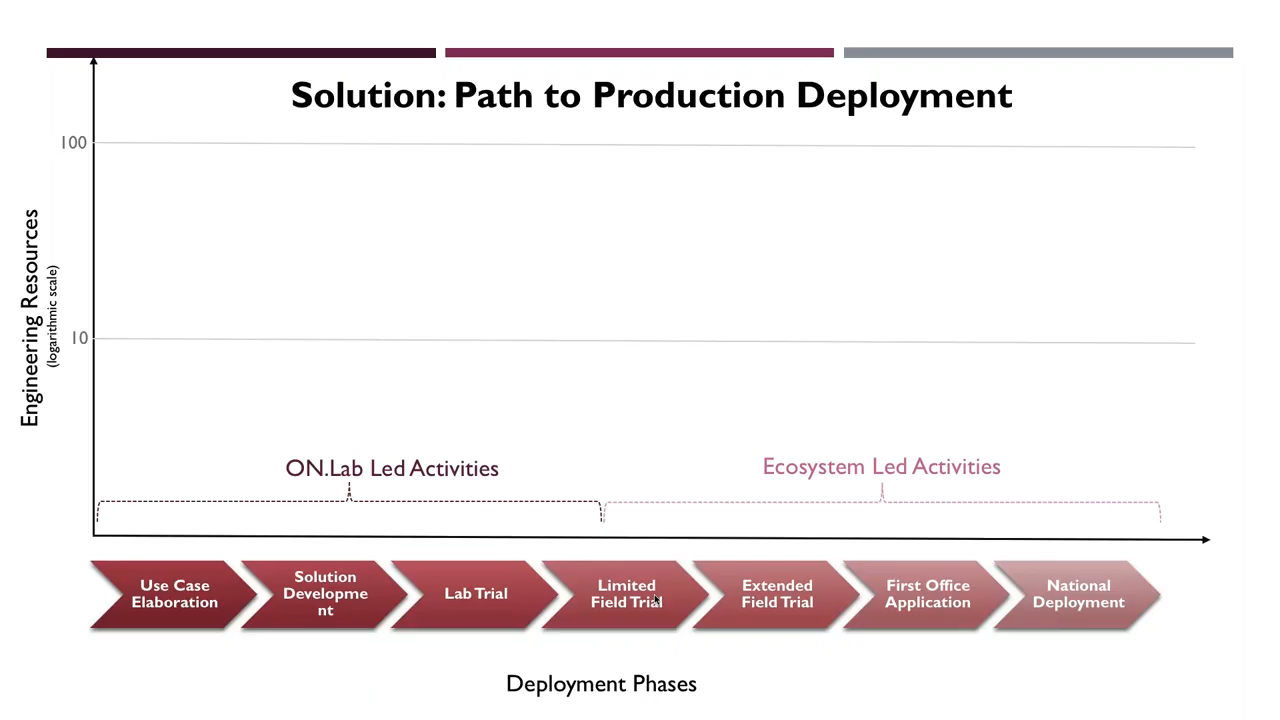 Solution: Path to Production Deployment
100
10
Engineering Resources
(logarithmic scale)
ON.Lab Led Activities
Ecosystem Led Activities
Use Case
Elaboration
Solution
Developme
nt
Lab Trial
Limited
Field Trial
Extended
Field Trial
First Office
Application
National
Deployment
Deployment Phases